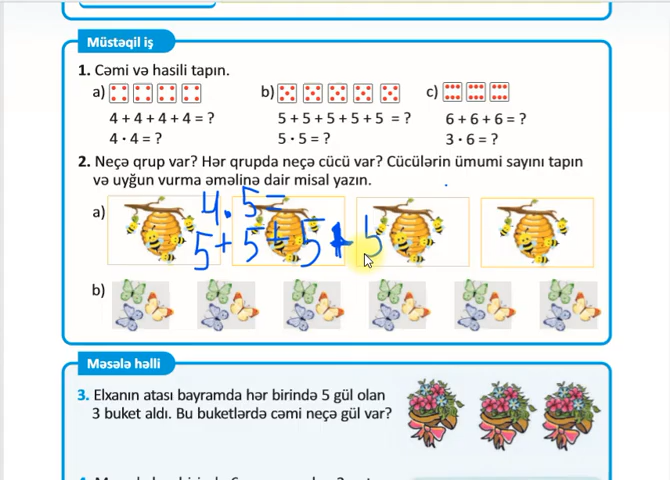 Müstəqil iş
1. Cəmi və hasili tapın.
a) b) c)
4 + 4 + 4 + 4 = ? 5 + 5 + 5 + 5 + 5 = ? 6 + 6 + 6 = ?
4 · 4 = ? 5 · 5 = ? 3 · 6 = ?
2. Neçə qrup var? Hər qrupda neçə cücü var? Cücülərin ümumi sayını tapın
və uyğun vurma əməlinə dair misal yazın.
a)
4. 5 =
5 + 5 + 5 + 5
b)
Məsələ həlli
3. Elxanın atası bayramda hər birində 5 gül olan
3 buket aldı. Bu buketlərdə cəmi neçə gül var?